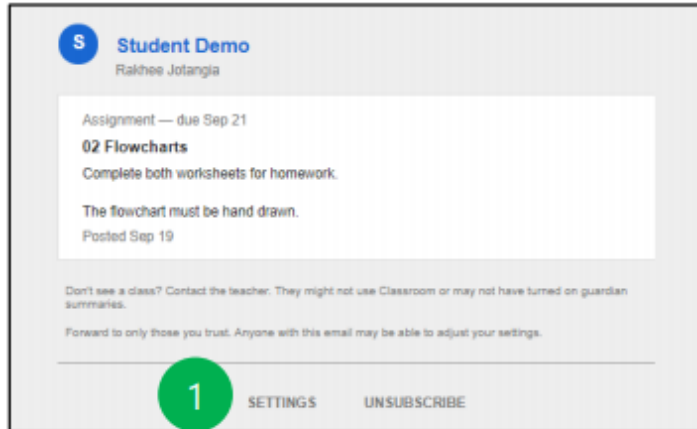 S
Student Demo
Rakhee Jotangia
Assignment — due Sep 21
02 Flowcharts
Complete both worksheets for homework.
The flowchart must be hand drawn.
Posted Sep 19
Don't see a class? Contact the teacher. They might not use Classroom or may not have turned on guardian
summaries.
Forward to only those you trust. Anyone with this email may be able to adjust your settings.
1
SETTINGS UNSUBSCRIBE